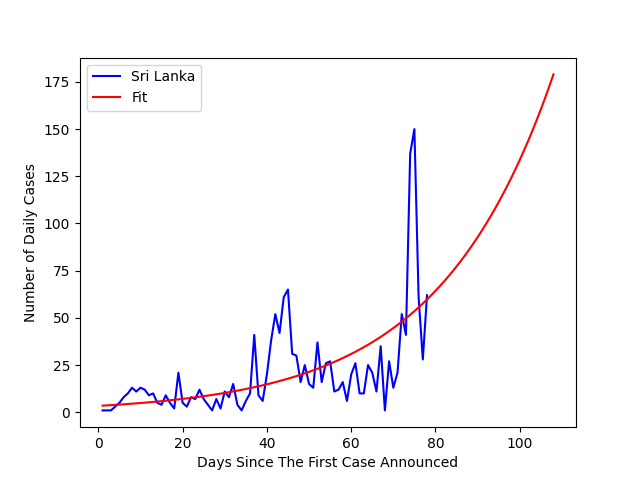 Sri Lanka
Fit
175
150
125
100
75
50
25
0
Number of Daily Cases
0 20 40 60 80 100
Days Since The First Case Announced